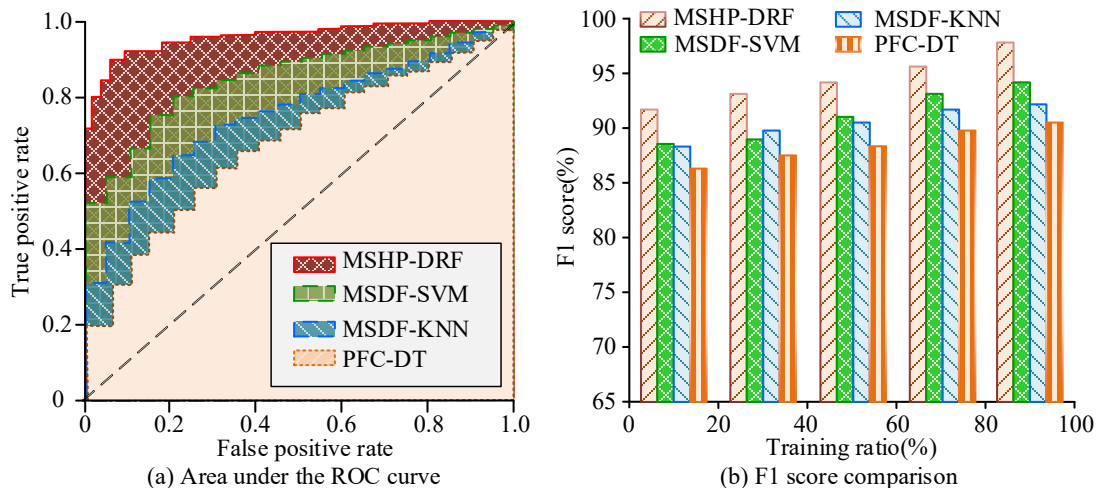 1.0
0.8
0.6
0.4
0.2
0
True positive rate
MSHP-DRF
MSDF-SVM
MSDF-KNN
PFC-DT
0 0.2 0.4 0.6 0.8 1.0
False positive rate
(a) Area under the ROC curve
100
95
90
85
80
75
70
65
F1 score(%)
MSHP-DRF MSDF-KNN
MSDF-SVM PFC-DT
0 20 40 60 80 100
Training ratio(%)
(b) F1 score comparison